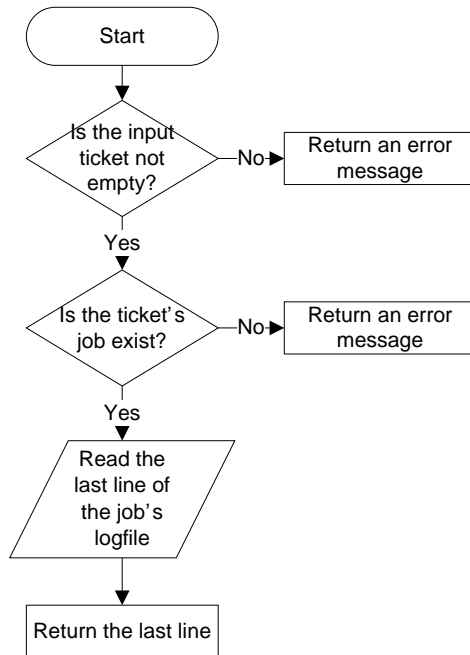 Start
Is the input
ticket not
empty?
No
Return an error
message
Yes
Is the ticket's
job exist?
No
Return an error
message
Yes
Read the
last line of
the job's
logfile
Return the last line